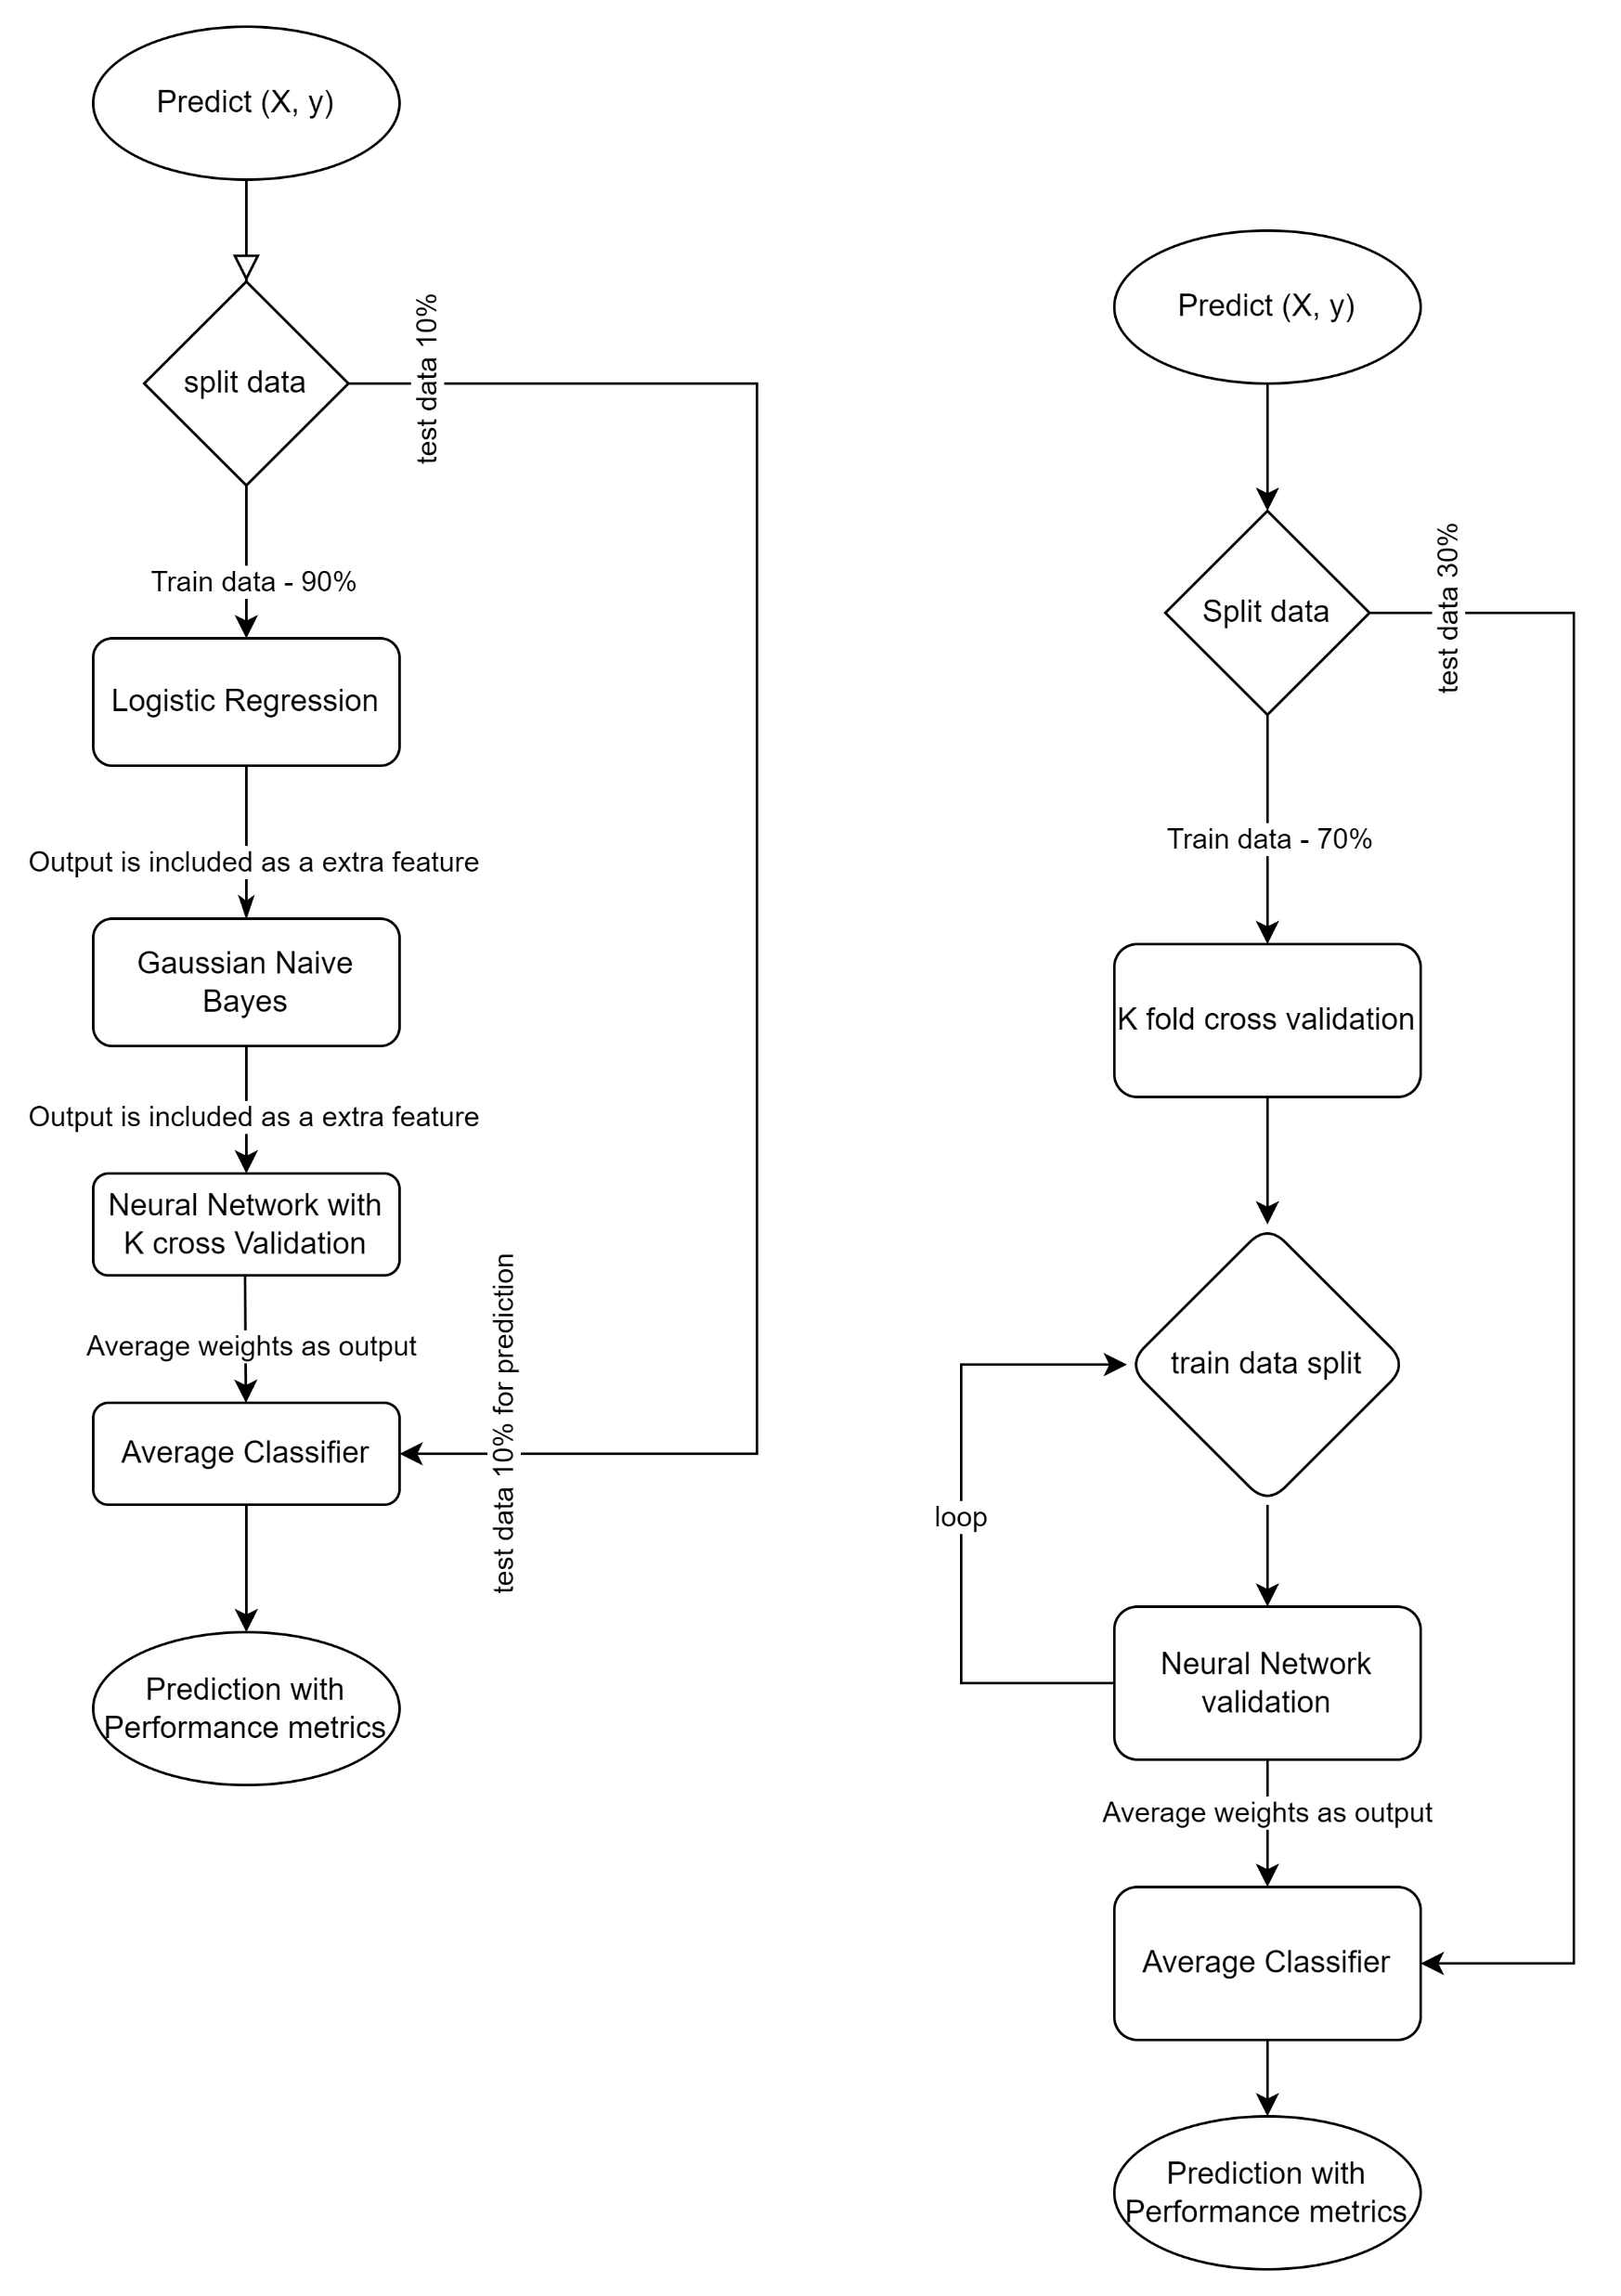 Predict (X, y)
split data
test data 10%
Train data - 90%
Logistic Regression
Output is included as a extra feature
Gaussian Naive
Bayes
Output is included as a extra feature
Neural Network with
K cross Validation
Average weights as output
Average Classifier
test data 10% for prediction
Prediction with
Performance metrics
Predict (X, y)
Split data
test data 30%
Train data - 70%
K fold cross validation
train data split
loop
Neural Network
validation
Average weights as output
Average Classifier
Prediction with
Performance metrics